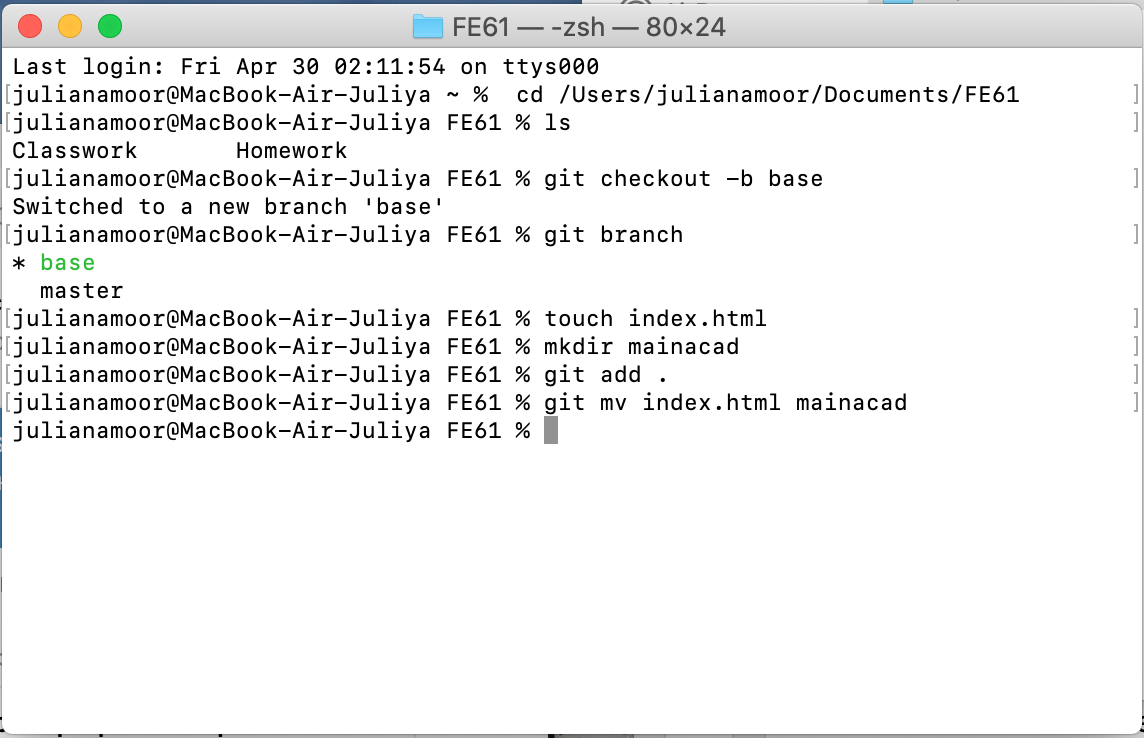 FE61 — -zsh — 80×24
Last login: Fri Apr 30 02:11:54 on ttys000
[julianamoor@MacBook-Air-Juliya ~ %  cd /Users/julianamoor/Documents/FE61 ]
[julianamoor@MacBook-Air-Juliya FE61 % ls ]
Classwork       Homework
[julianamoor@MacBook-Air-Juliya FE61 % git checkout -b base ]
Switched to a new branch 'base'
[julianamoor@MacBook-Air-Juliya FE61 % git branch ]
* base
  master
[julianamoor@MacBook-Air-Juliya FE61 % touch index.html ]
[julianamoor@MacBook-Air-Juliya FE61 % mkdir mainacad ]
[julianamoor@MacBook-Air-Juliya FE61 % git add . ]
[julianamoor@MacBook-Air-Juliya FE61 % git mv index.html mainacad ]
julianamoor@MacBook-Air-Juliya FE61 %